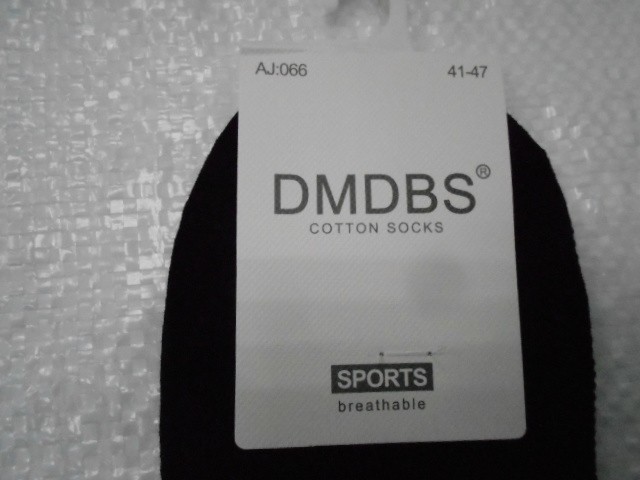 AJ:066 41-47
DMDBS®
COTTON SOCKS
SPORTS
breathable